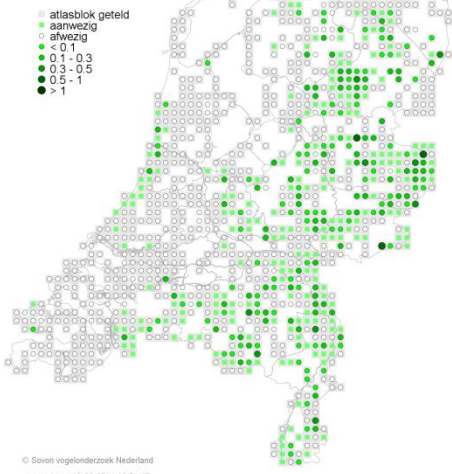 atlasblok geteld
aanwezig
afwezig
< 0.1
0.1 - 0.3
0.3 - 0.5
0.5 - 1
> 1
© Sovon vogelonderzoek Nederland